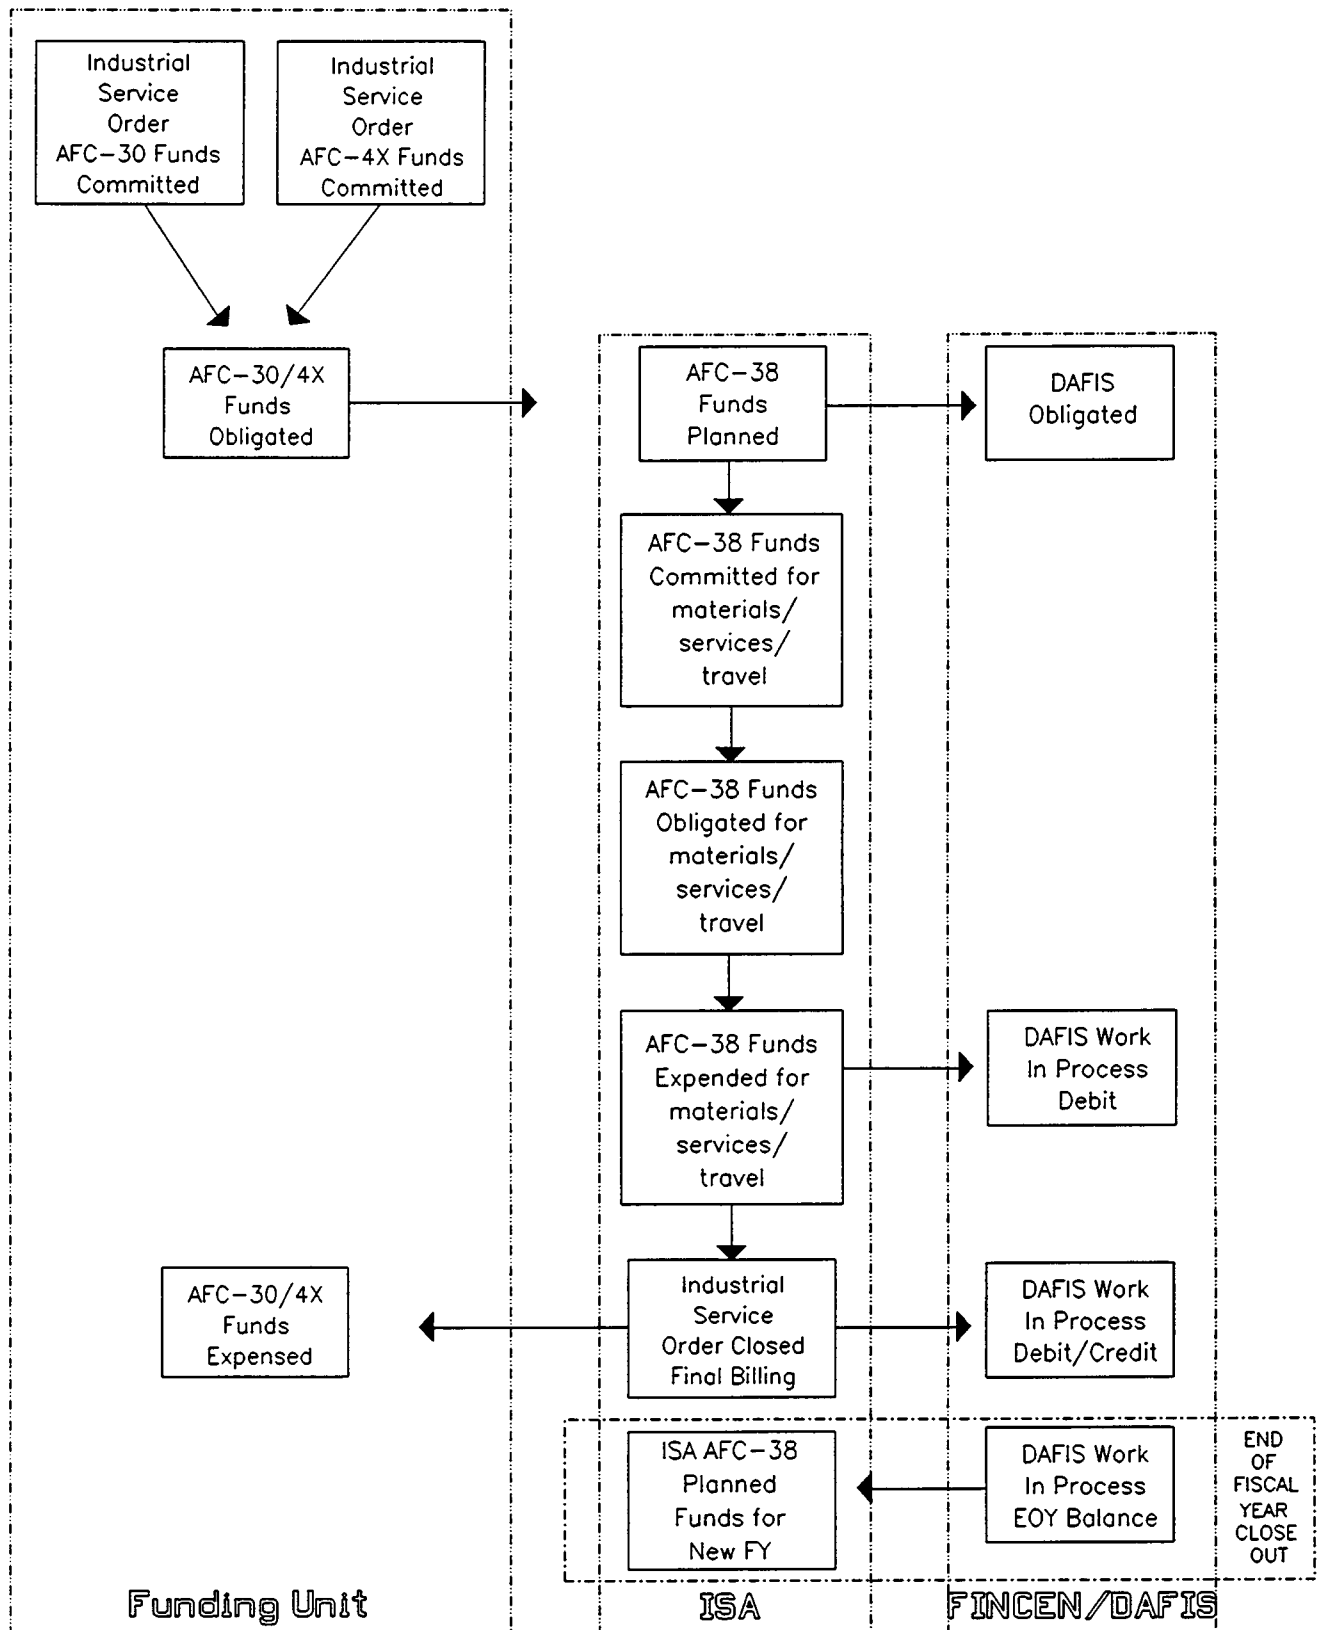 Industrial
Service
Order
AFC-30 Funds
Committed
Industrial
Service
Order
AFC-4X Funds
Committed
AFC-30/4X
Funds
Obligated
AFC-38
Funds
Planned
DAFIS
Obligated
AFC-38 Funds
Committed for
materials/
services/
travel
AFC-38 Funds
Obligated for
materials/
services/
travel
AFC-38 Funds
Expended for
materials/
services/
travel
DAFIS Work
In Process
Debit
AFC-30/4X
Funds
Expensed
Industrial
Service
Order Closed
Final Billing
DAFIS Work
In Process
Debit/Credit
ISA AFC-38
Planned
Funds for
New FY
DAFIS Work
In Process
EOY Balance
END
OF
FISCAL
YEAR
CLOSE
OUT
Funding Unit
ISA
FINCEN/DAFIS